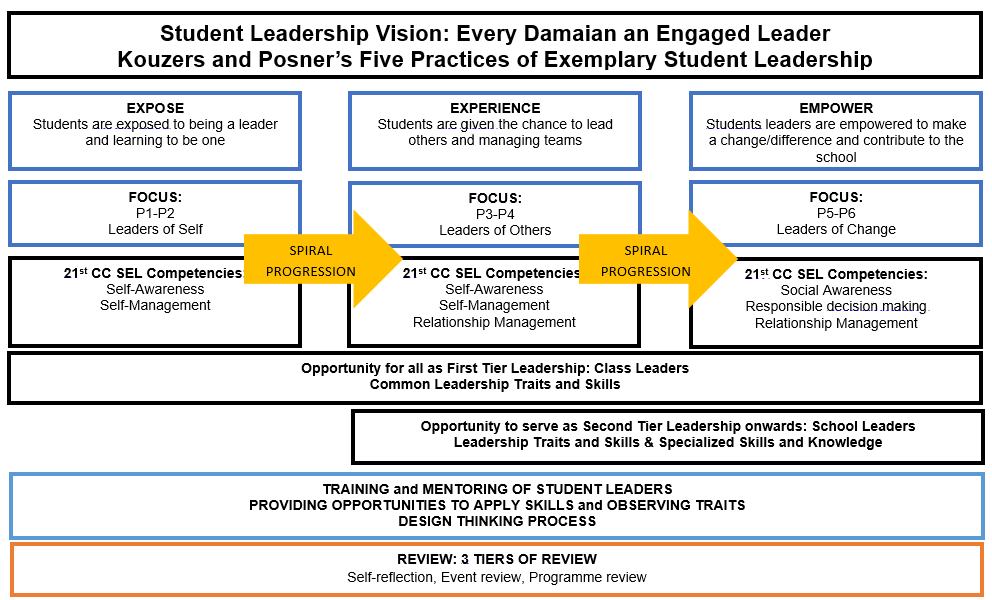 Student Leadership Vision: Every Damaian an Engaged Leader
Kouzers and Posner's Five Practices of Exemplary Student Leadership
EXPOSE
Students are exposed to being a leader
and learning to be one
EXPERIENCE
Students are given the chance to lead
others and managing teams
EMPOWER
Students leaders are empowered to make
a change/difference and contribute to the
school
FOCUS:
P1-P2
Leaders of Self
FOCUS:
P3-P4
Leaders of Others
FOCUS:
P5-P6
Leaders of Change
SPIRAL
PROGRESSION
SPIRAL
PROGRESSION
21st CC SEL Competencies:
Self-Awareness
Self-Management
21st CC SEL Competencies
Self-Awareness
Self-Management
Relationship Management
21st CC SEL Competencies:
Social Awareness
Responsible decision making
Relationship Management
Opportunity for all as First Tier Leadership: Class Leaders
Common Leadership Traits and Skills
Opportunity to serve as Second Tier Leadership onwards: School Leaders
Leadership Traits and Skills & Specialized Skills and Knowledge
TRAINING and MENTORING OF STUDENT LEADERS
PROVIDING OPPORTUNITIES TO APPLY SKILLS and OBSERVING TRAITS
DESIGN THINKING PROCESS
REVIEW: 3 TIERS OF REVIEW
Self-reflection, Event review, Programme review